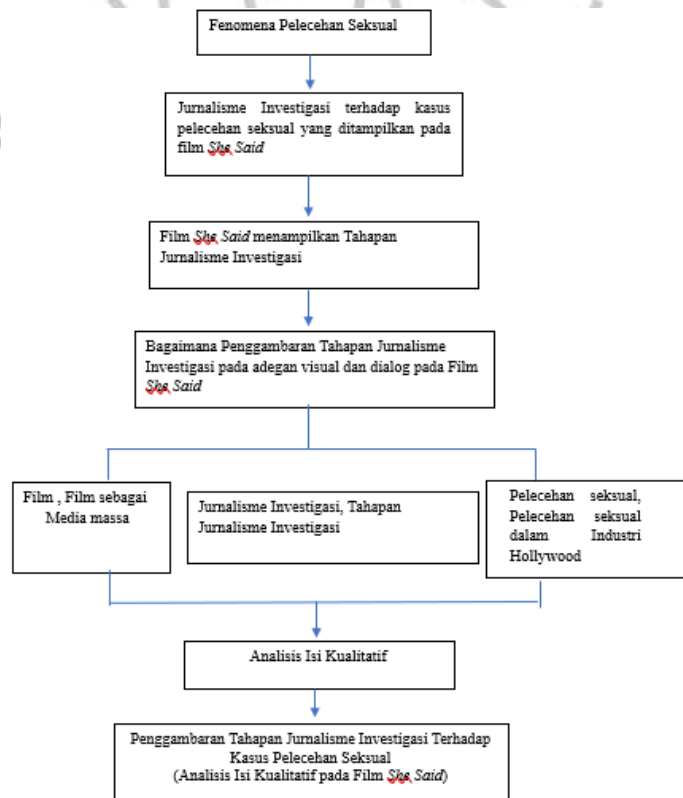 Fenomena Pelecehan Seksual
Jurnalisme Investigasi terhadap kasus
pelecehan seksual yang ditampilkan pada
film She Said
Film She Said menampilkan Tahapan
Jurnalisme Investigasi
Bagaimana Penggambaran Tahapan Jurnalisme
Investigasi pada adegan visual dan dialog pada Film
She Said
Film , Film sebagai
Media massa
Jurnalisme Investigasi, Tahapan
Jurnalisme Investigasi
Pelecehan seksual,
Pelecehan seksual
dalam Industri
Hollywood
Analisis Isi Kualitatif
Penggambaran Tahapan Jurnalisme Investigasi Terhadap
Kasus Pelecehan Seksual
(Analisis Isi Kualitatif pada Film She Said)